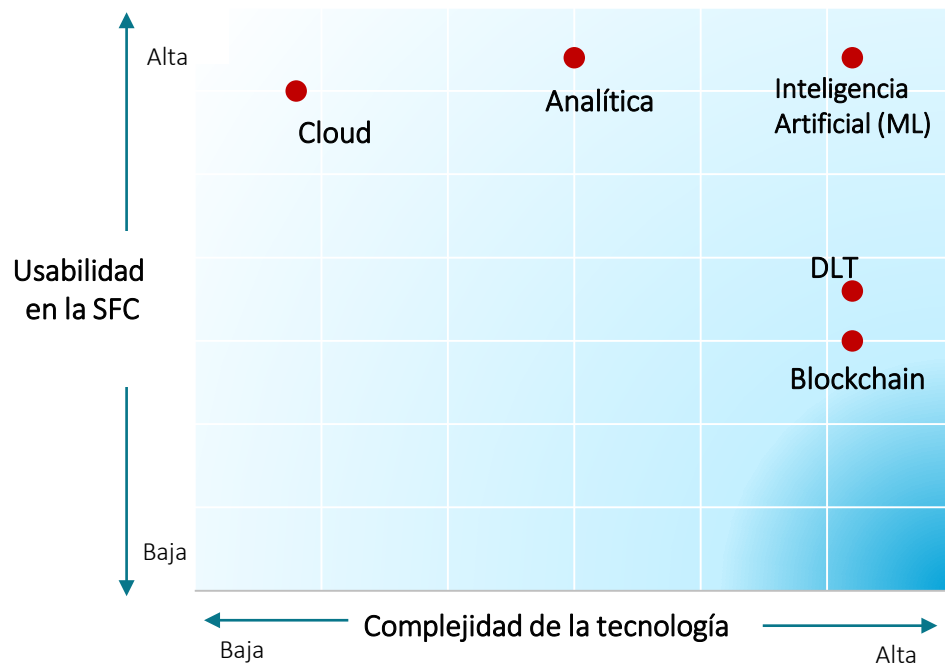 Alta
Cloud
Analítica
Inteligencia
Artificial (ML)
Usabilidad
en la SFC
DLT
Blockchain
Baja
Complejidad de la tecnología
Baja
Alta